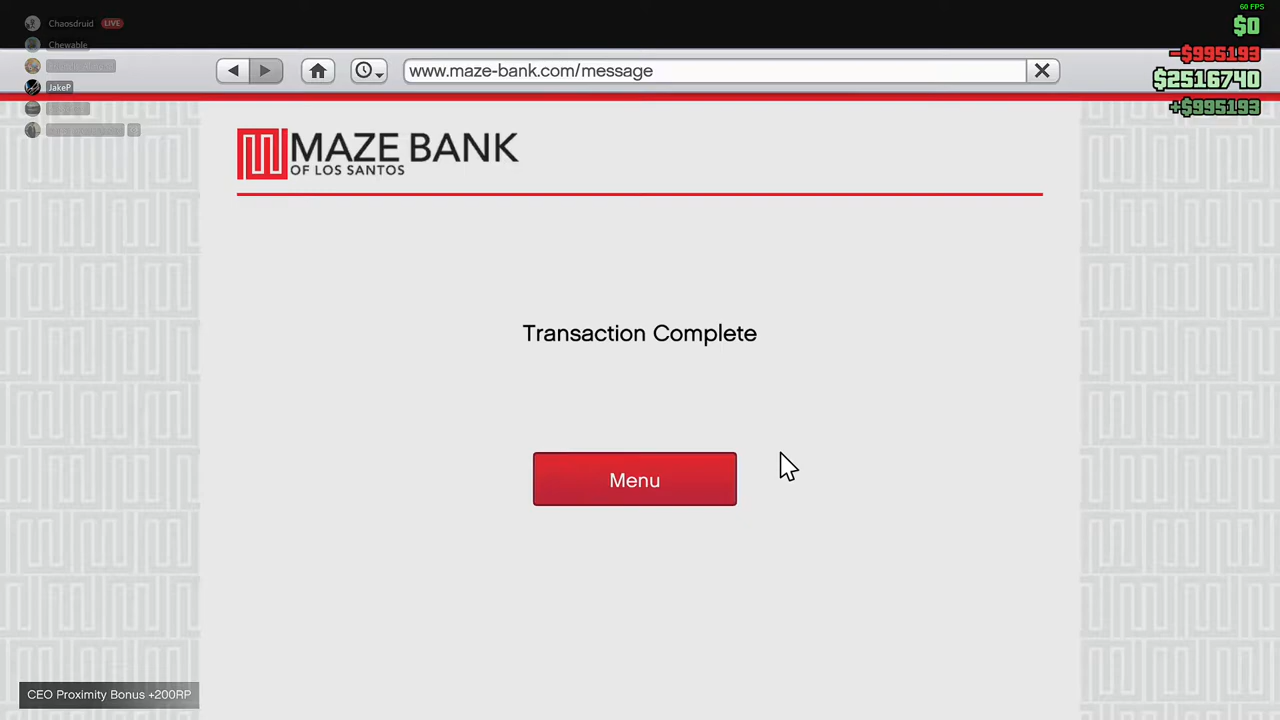 60 FPS
Chaosdruid LIVE
$0
Chewable
-$995193
www.maze-bank.com/message
$2516740
JakeP
+$995193
MAZE BANK
OF LOS SANTOS
Transaction Complete
Menu
CEO Proximity Bonus +200RP